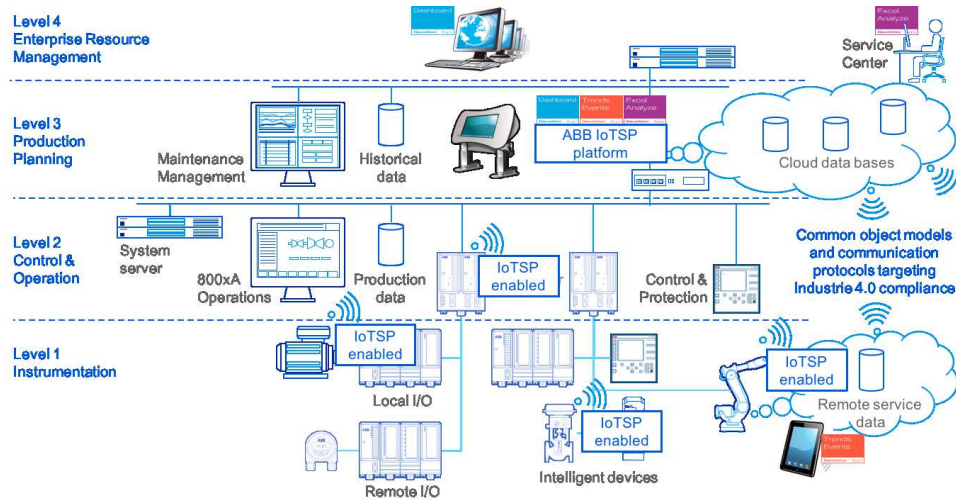 Level 4
Enterprise Resource
Management
Dashboard
Excel
Analyze
Service
Center
Level 3
Production
Planning
Maintenance
Management
Historical
data
Dashboard
Trends
Events
Excel
Analyze
ABB IoTSP
platform
Cloud data bases
Level 2
Control &
Operation
System
server
800xA
Operations
Production
data
IoTSP
enabled
Control &
Protection
Common object models
and communication
protocols targeting
Industrie 4.0 compliance
Level 1
Instrumentation
IoTSP
enabled
Local I/O
Remote I/O
IoTSP
enabled
Intelligent devices
IoTSP
enabled
Remote service
data
Trends
Events